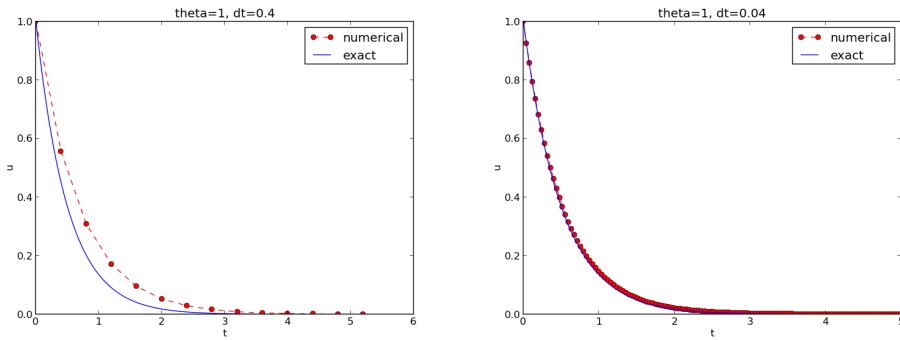 theta=1, dt=0.4
1.0
0.8
0.6
0.4
0.2
0.0
u
0 1 2 3 4 5 6
t
numerical
exact
theta=1, dt=0.04
1.0
0.8
0.6
0.4
0.2
0.0
u
0 1 2 3 4 5
t
numerical
exact